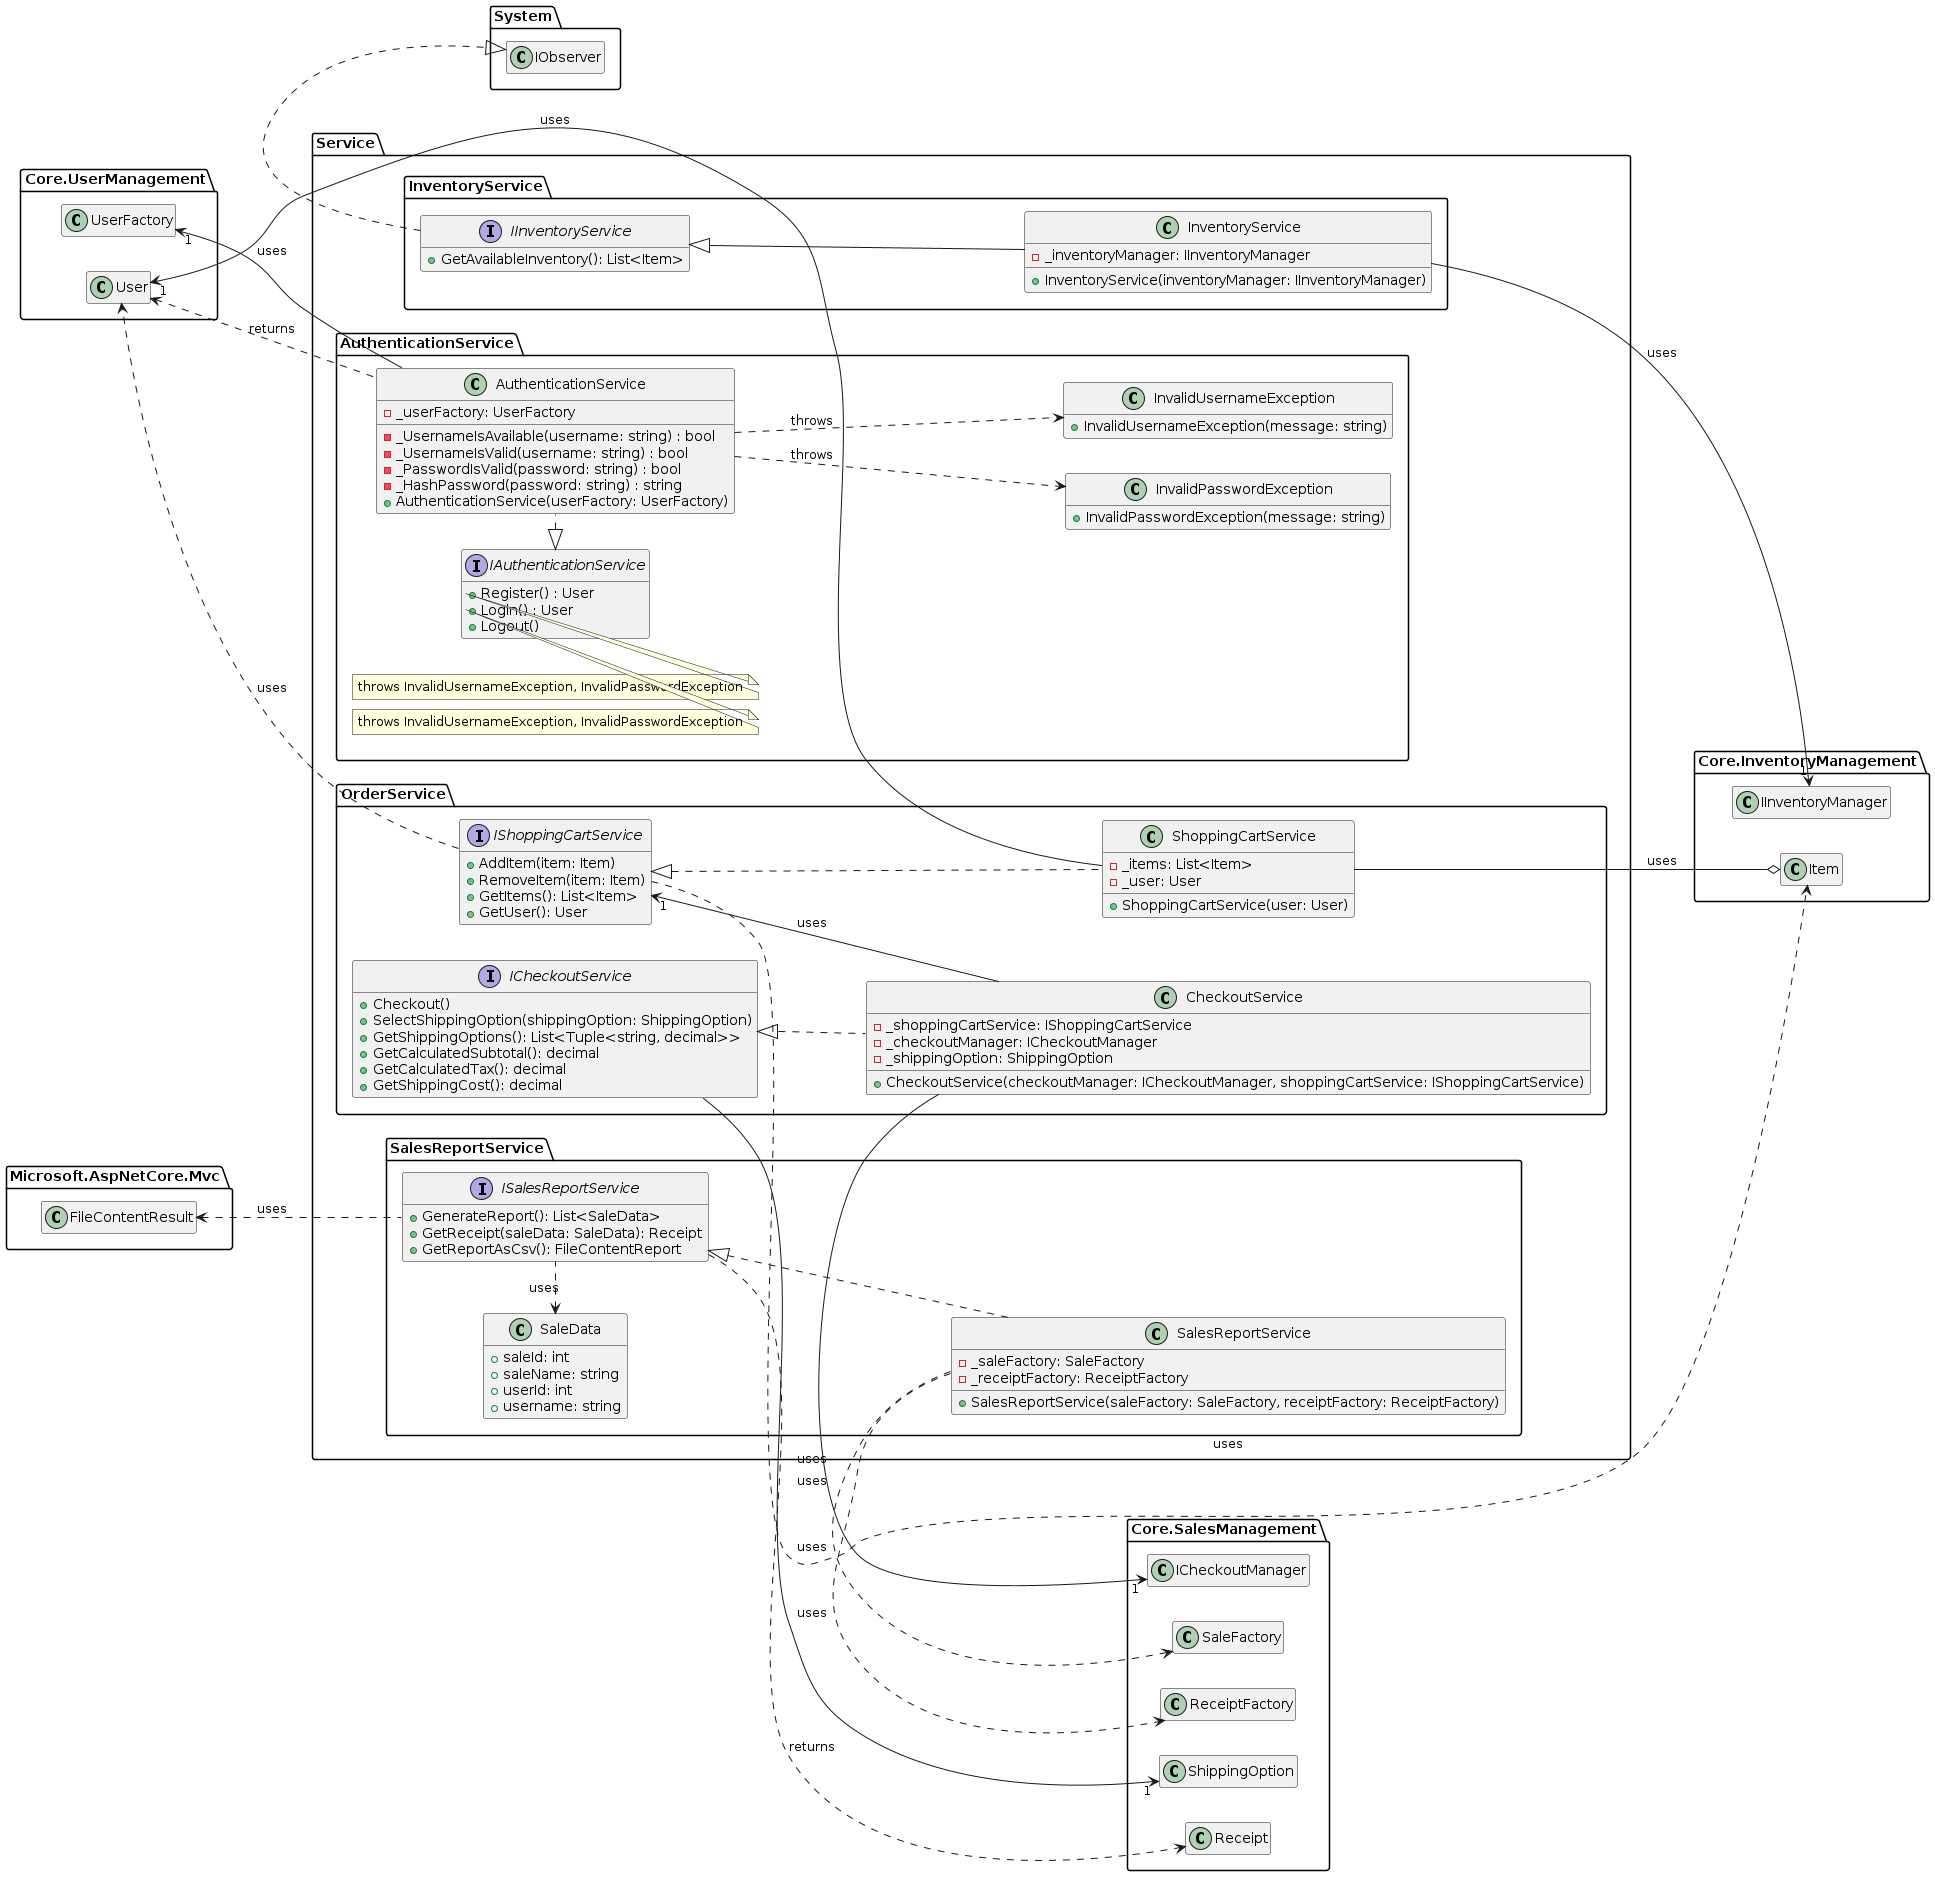 System
IObserver
uses
Service
Core.UserManagement
UserFactory
1
uses
User
1
returns
InventoryService
IInventoryService
GetAvailableInventory(): List<Item>
InventoryService
_inventoryManager: IInventoryManager
InventoryService(inventoryManager: IInventoryManager)
uses
AuthenticationService
AuthenticationService
_userFactory: UserFactory
_UsernameIsAvailable(username: string) : bool
_UsernameIsValid(username: string) : bool
_PasswordIsValid(password: string) : bool
_HashPassword(password: string) : string
AuthenticationService(userFactory: UserFactory)
throws
throws
InvalidUsernameException
InvalidUsernameException(message: string)
InvalidPasswordException
InvalidPasswordException(message: string)
IAuthenticationService
Register() : User
Login() : User
Logout()
throws InvalidUsernameException, InvalidPasswordException
throws InvalidUsernameException, InvalidPasswordException
uses
Core.InventoryManagement
1
IInventoryManager
Item
uses
OrderService
IShoppingCartService
AddItem(item: Item)
RemoveItem(item: Item)
GetItems(): List<Item>
GetUser(): User
1
uses
ShoppingCartService
_items: List<Item>
_user: User
ShoppingCartService(user: User)
ICheckoutService
Checkout()
SelectShippingOption(shippingOption: ShippingOption)
GetShippingOptions(): List<Tuple<string, decimal>>
GetCalculatedSubtotal(): decimal
GetCalculatedTax(): decimal
GetShippingCost(): decimal
CheckoutService
_shoppingCartService: IShoppingCartService
_checkoutManager: ICheckoutManager
_shippingOption: ShippingOption
CheckoutService(checkoutManager: ICheckoutManager, shoppingCartService: IShoppingCartService)
Microsoft.AspNetCore.Mvc
FileContentResult
uses
SalesReportService
ISalesReportService
GenerateReport(): List<SaleData>
GetReceipt(saleData: SaleData): Receipt
GetReportAsCsv(): FileContentReport
uses
SaleData
saleId: int
saleName: string
userId: int
username: string
SalesReportService
_saleFactory: SaleFactory
_receiptFactory: ReceiptFactory
SalesReportService(saleFactory: SaleFactory, receiptFactory: ReceiptFactory)
uses
uses
uses
uses
uses
returns
Core.SalesManagement
ICheckoutManager
1
SaleFactory
ReceiptFactory
ShippingOption
1
Receipt